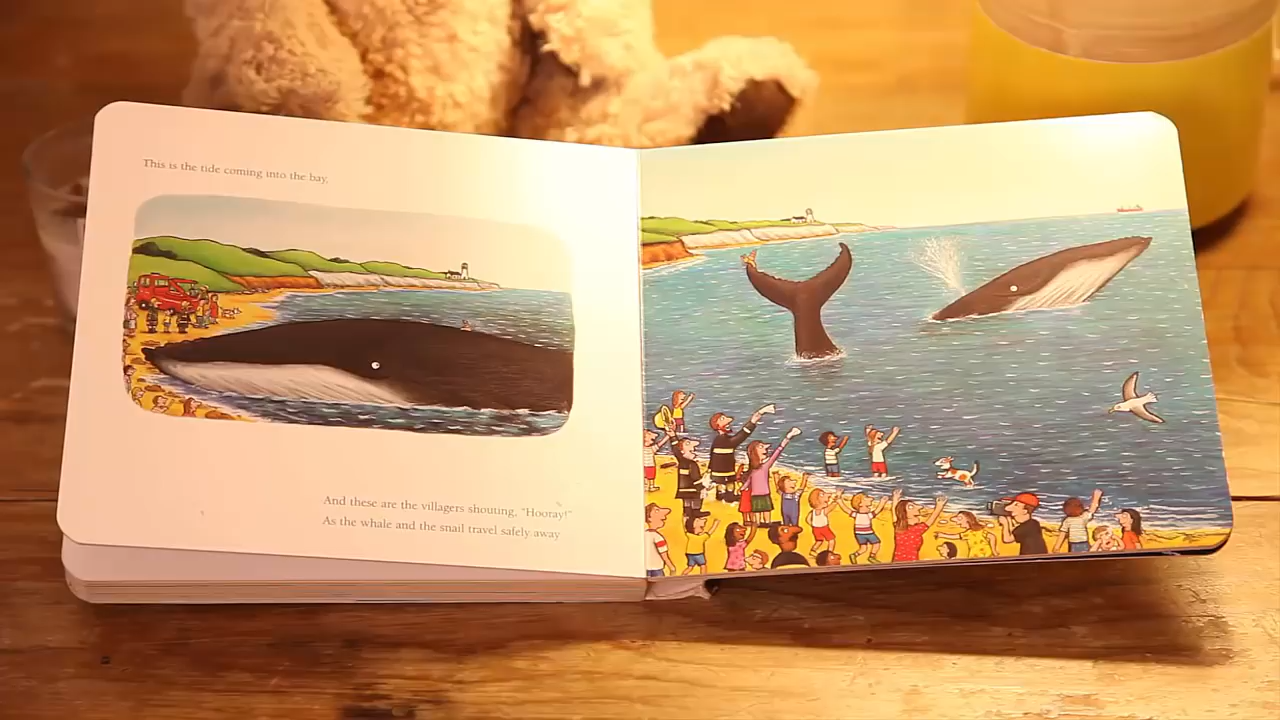 This is the tide coming into the bay,
And these are the villagers shouting, "Hooray!"
As the whale and the snail travel safely away